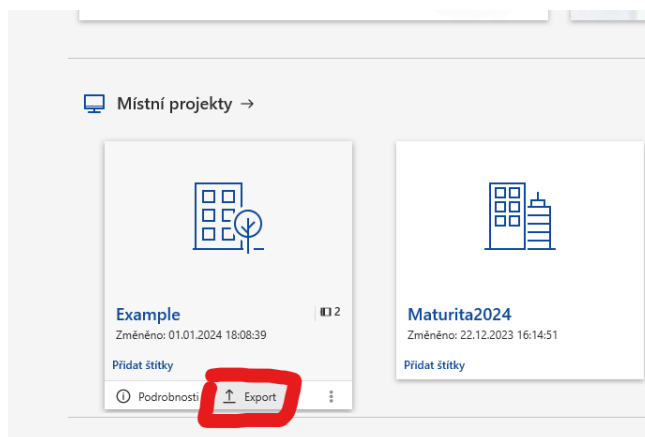 Místní projekty →
Example
2
Změněno: 01.01.2024 18:08:39
Přidat štítky
Podrobnosti
Export
Maturita2024
Změněno: 22.12.2023 16:14:51
Přidat štítky